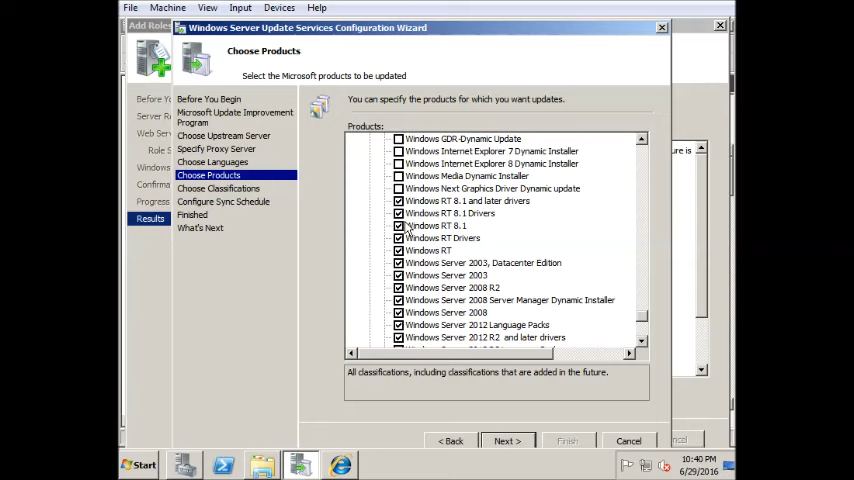 File Machine View Input Devices Help
Add Roles
Windows Server Update Services Configuration Wizard
Choose Products
Select the Microsoft products to be updated
Before Yo
Server Ro
Web Serv
Role S
Windows
Confirma
Progress
Results
Before You Begin
Microsoft Update Improvement
Program
Choose Upstream Server
Specify Proxy Server
Choose Languages
Choose Products
Choose Classifications
Configure Sync Schedule
Finished
What's Next
You can specify the products for which you want updates.
Products:
Windows GDR-Dynamic Update
Windows Internet Explorer 7 Dynamic Installer
Windows Internet Explorer 8 Dynamic Installer
Windows Media Dynamic Installer
Windows Next Graphics Driver Dynamic update
Windows RT 8.1 and later drivers
Windows RT 8.1 Drivers
Windows RT 8.1
Windows RT Drivers
Windows RT
Windows Server 2003, Datacenter Edition
Windows Server 2003
Windows Server 2008 R2
Windows Server 2008 Server Manager Dynamic Installer
Windows Server 2008
Windows Server 2012 Language Packs
Windows Server 2012 R2 and later drivers
All classifications, including classifications that are added in the future.
ure is
< Back Next > Finish Cancel
ncel
Start
10:40 PM
6/29/2016